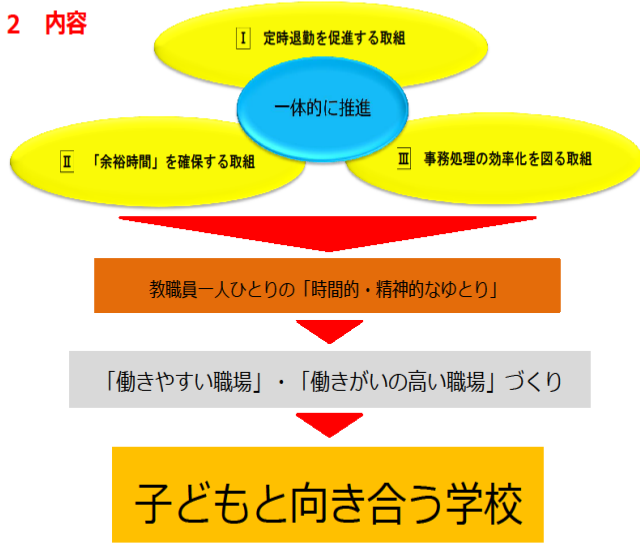 2　内容
Ⅰ　定時退勤を促進する取組
一体的に推進
Ⅱ　「余裕時間」を確保する取組
Ⅲ　事務処理の効率化を図る取組
教職員一人ひとりの「時間的・精神的なゆとり」
「働きやすい職場」・「働きがいの高い職場」づくり
子どもと向き合う学校